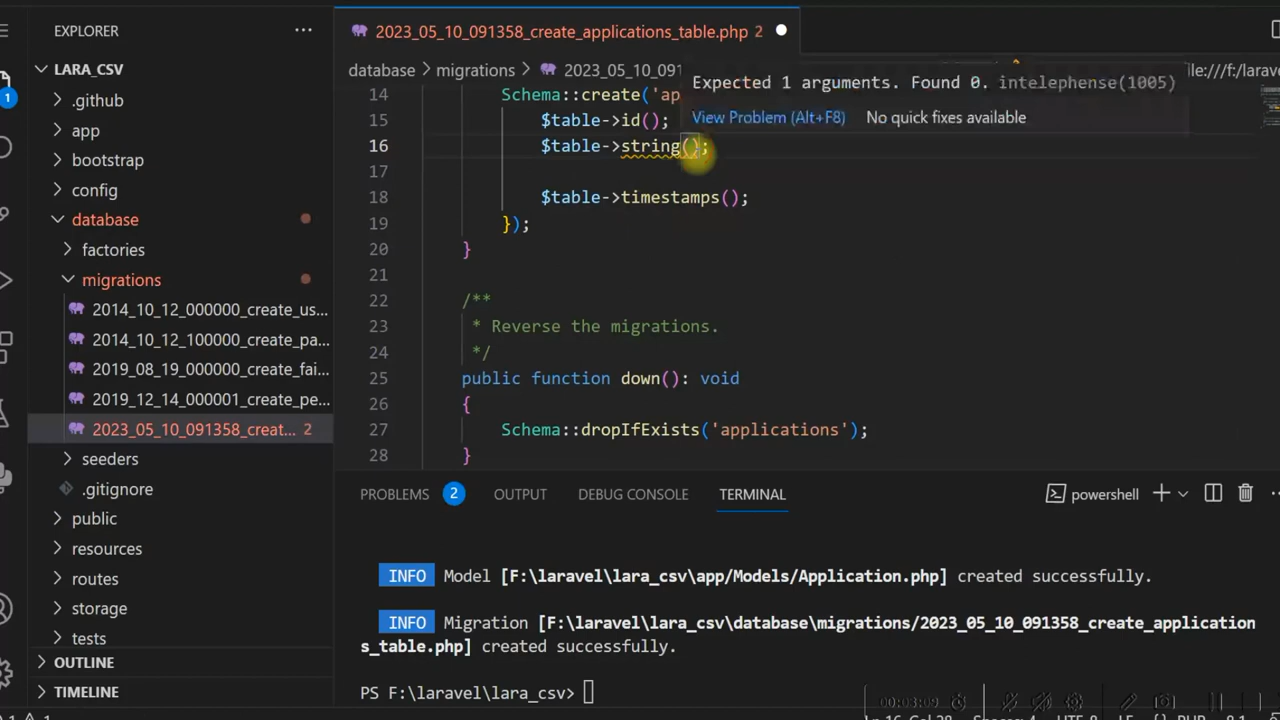 EXPLORER
LARA_CSV
.github
app
bootstrap
config
database
factories
migrations
2014_10_12_000000_create_us...
2014_10_12_100000_create_pa...
2019_08_19_000000_create_fai...
2019_12_14_000001_create_pe...
2023_05_10_091358_creat... 2
seeders
.gitignore
public
resources
routes
storage
tests
OUTLINE
TIMELINE
1
2023_05_10_091358_create_applications_table.php 2
database > migrations > 2023_05_10_091
Expected 1 arguments. Found 0. intelephense(1005)
View Problem (Alt+F8) No quick fixes available
14 Schema::create('ap
15 $table->id();
16 $table->string();
17
18 $table->timestamps();
19 });
20 }
21
22 /**
23 * Reverse the migrations.
24 */
25 public function down(): void
26 {
27 Schema::dropIfExists('applications');
28 }
PROBLEMS 2 OUTPUT DEBUG CONSOLE TERMINAL
powershell
INFO Model [F:\laravel\lara_csv\app/Models/Application.php] created successfully.
INFO Migration [F:\laravel\lara_csv\database\migrations/2023_05_10_091358_create_application
s_table.php] created successfully.
PS F:\laravel\lara_csv>
00:03:09